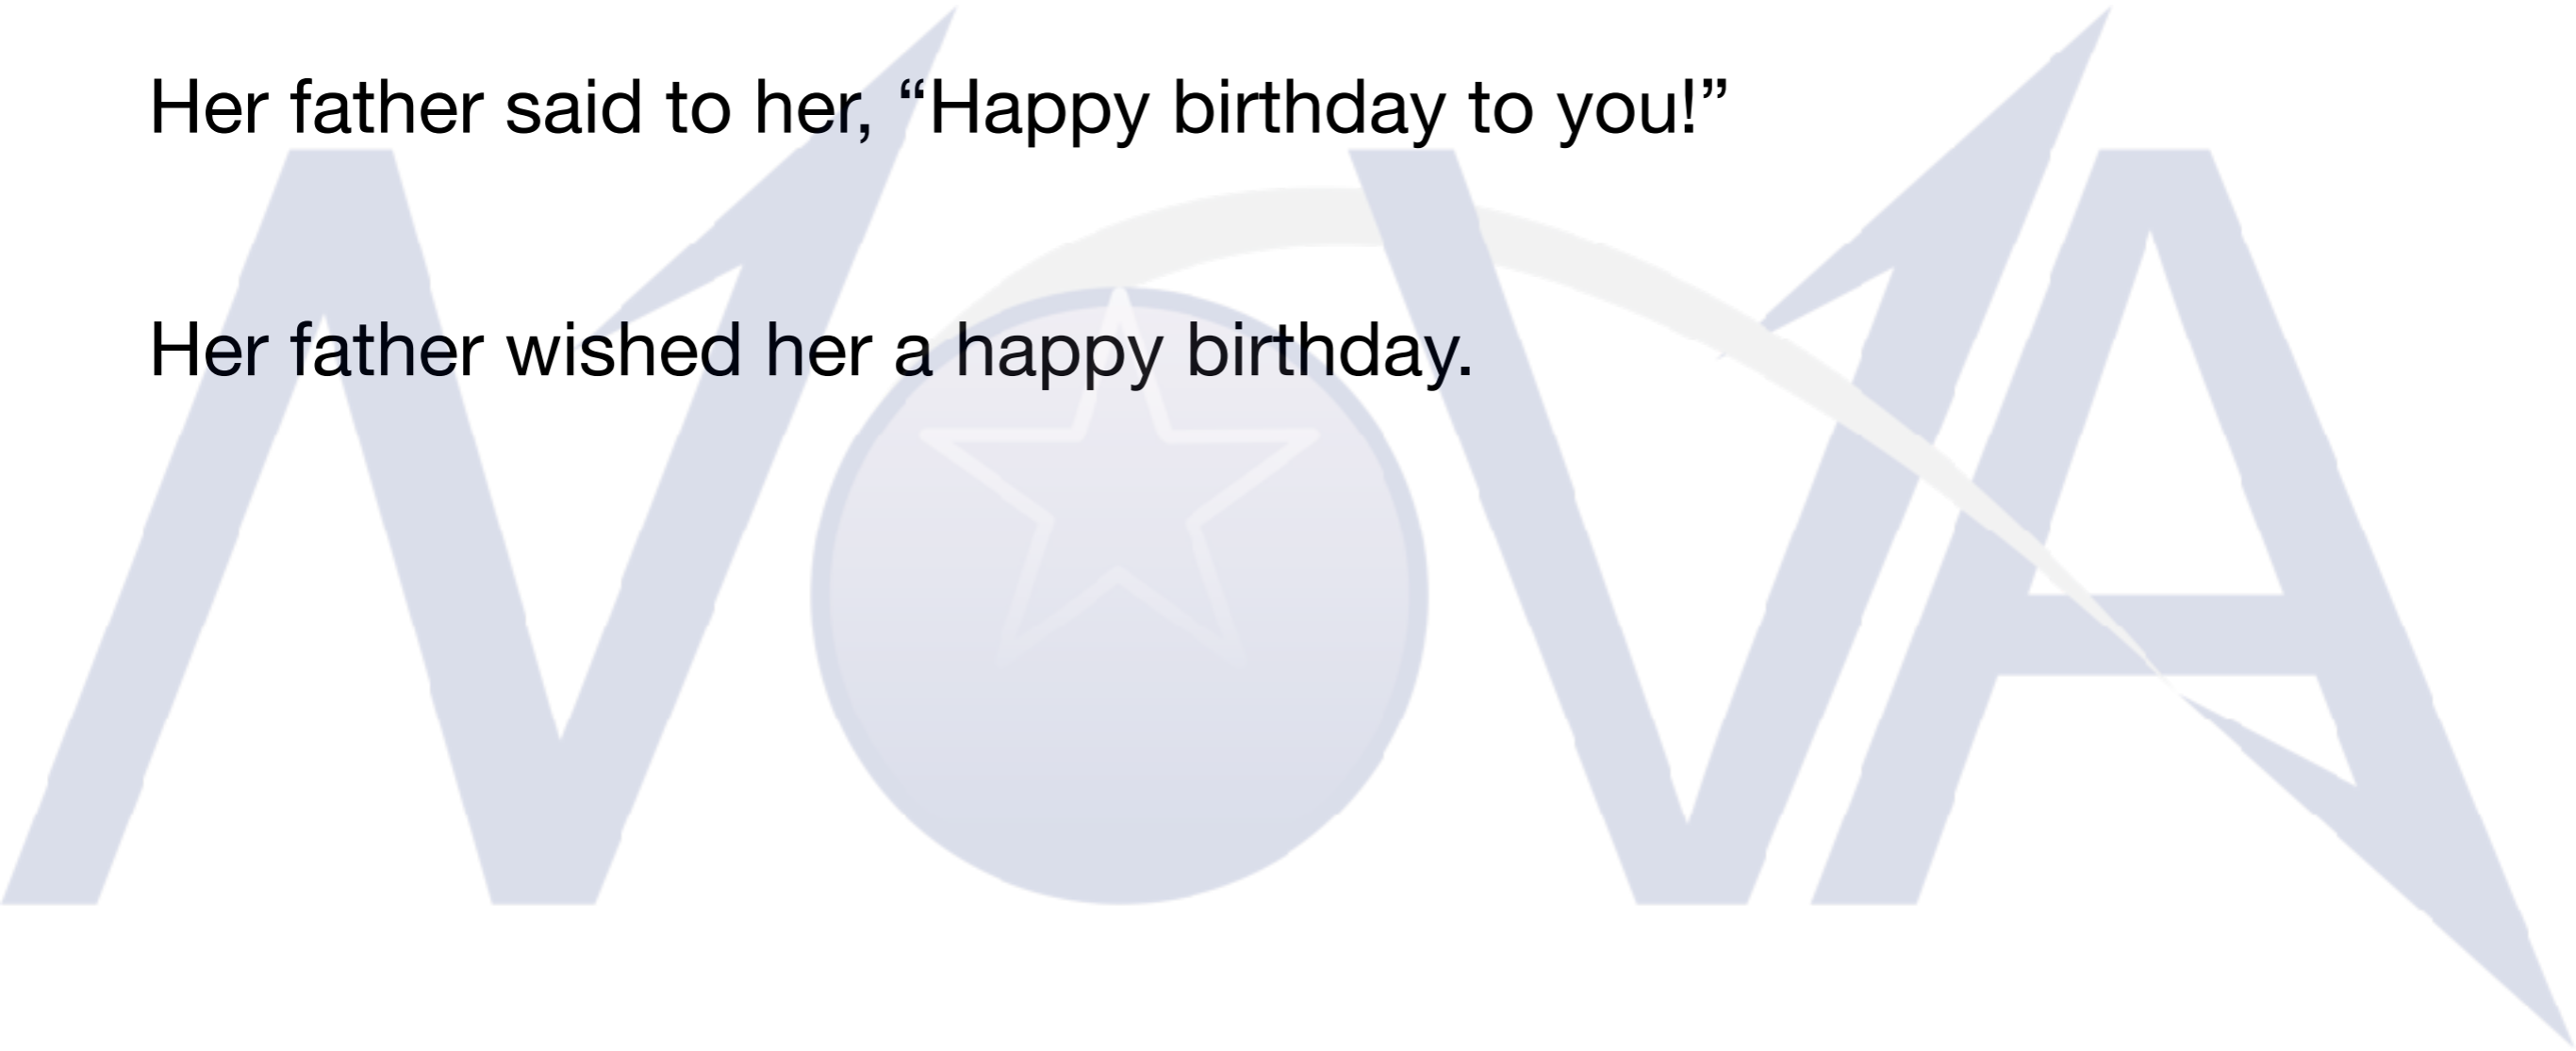 Her father said to her, “Happy birthday to you!”
Her father wished her a happy birthday.
NOVA